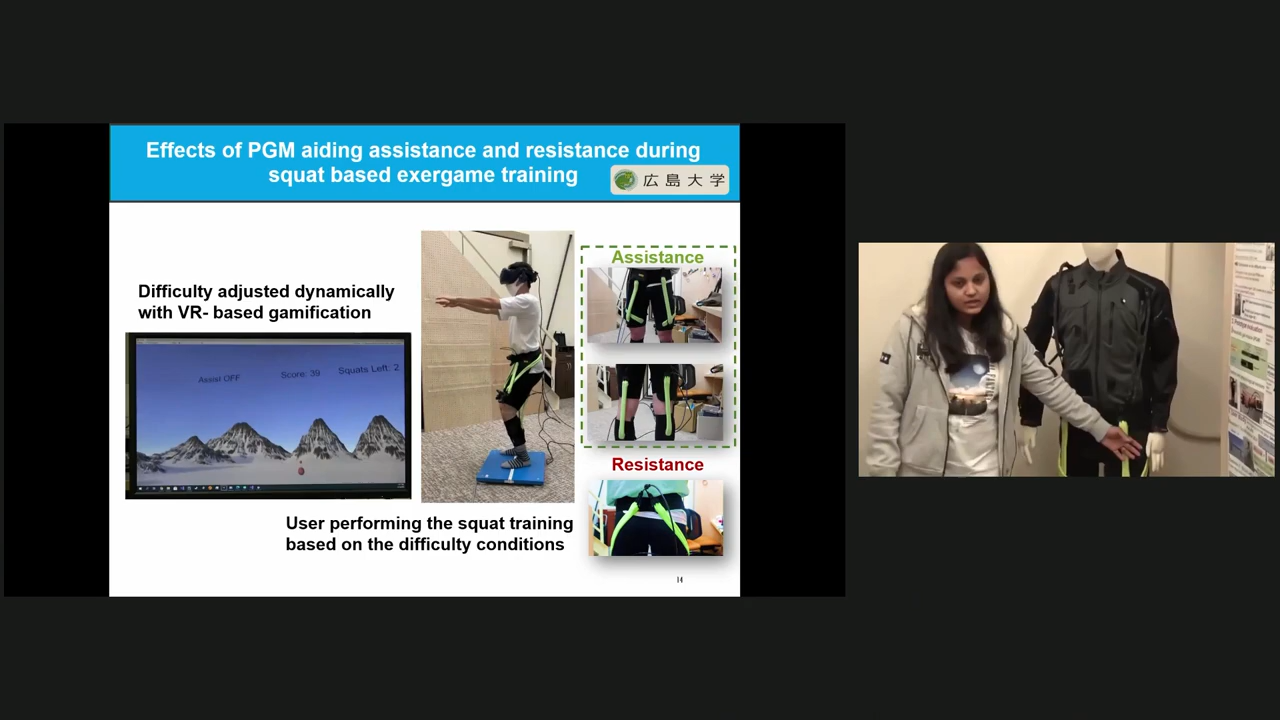 Effects of PGM aiding assistance and resistance during
squat based exergame training
広島大学
Difficulty adjusted dynamically
with VR- based gamification
Assist OFF
Score: 39
Squats Left: 2
User performing the squat training
based on the difficulty conditions
Assistance
Resistance
14